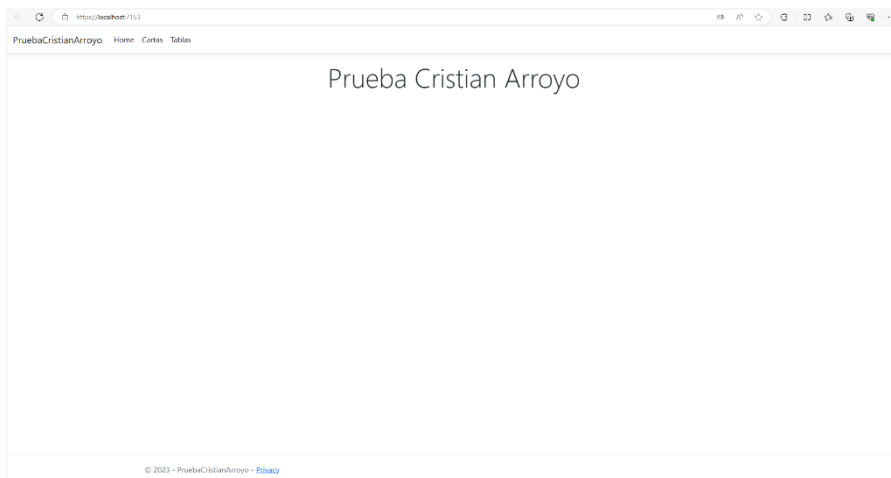 https://localhost:7153
PruebaCristianArroyo Home Cartas Tablas
Prueba Cristian Arroyo
© 2023 - PruebaCristianArroyo - Privacy